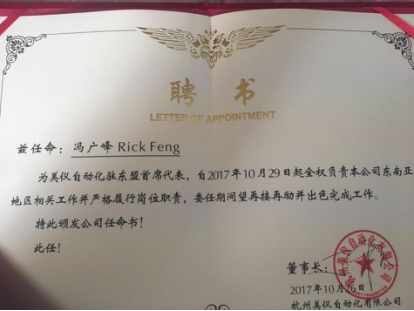 聘书
LETTER OF APPOINTMENT
兹任命：冯广峰 Rick Feng
为美仪自动化驻东盟首席代表，自2017年10月29日起全权负责本公司东南亚
地区相关工作并严格履行岗位职责，委任期间望再接再励并出色完成工作。
特此颁发公司任命书！
此任！
董事长：
2017年10月26日
杭州美仪自动化有限公司